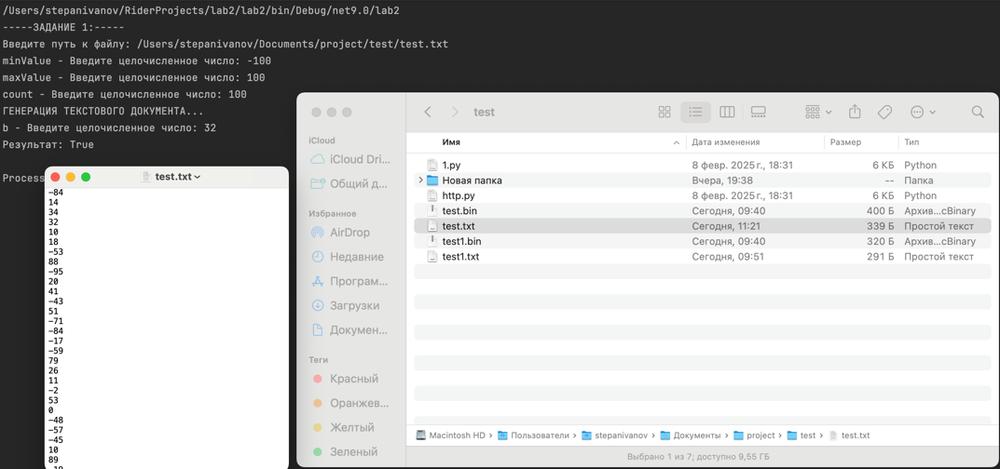 /Users/stepanivanov/RiderProjects/lab2/lab2/bin/Debug/net9.0/lab2
-----ЗАДАНИЕ 1:-----
Введите путь к файлу: /Users/stepanivanov/Documents/project/test/test.txt
minValue - Введите целочисленное число: -100
maxValue - Введите целочисленное число: 100
count - Введите целочисленное число: 100
ГЕНЕРАЦИЯ ТЕКСТОВОГО ДОКУМЕНТА...
b - Введите целочисленное число: 32
Результат: True
Process
test.txt
-84
14
34
32
10
18
-53
88
-95
20
41
-43
51
-71
-84
-17
-59
79
26
11
-2
53
0
-48
-57
-45
10
89
test
iCloud
iCloud Dri...
Общий д...
Избранное
AirDrop
Недавние
Програм...
Загрузки
Докумен...
Теги
Красный
Оранжев...
Желтый
Зеленый
Имя Дата изменения Размер Тип
1.py 8 февр. 2025 г., 18:31 6 КБ Python
Новая папка Вчера, 19:38 -- Папка
http.py 8 февр. 2025 г., 18:31 6 КБ Python
test.bin Сегодня, 09:40 400 Б Архив...cBinary
test.txt Сегодня, 11:21 339 Б Простой текст
test1.bin Сегодня, 09:40 320 Б Архив...cBinary
test1.txt Сегодня, 09:51 291 Б Простой текст
Macintosh HD › Пользователи › stepanivanov › Документы › project › test › test.txt
Выбрано 1 из 7; доступно 9,55 ГБ